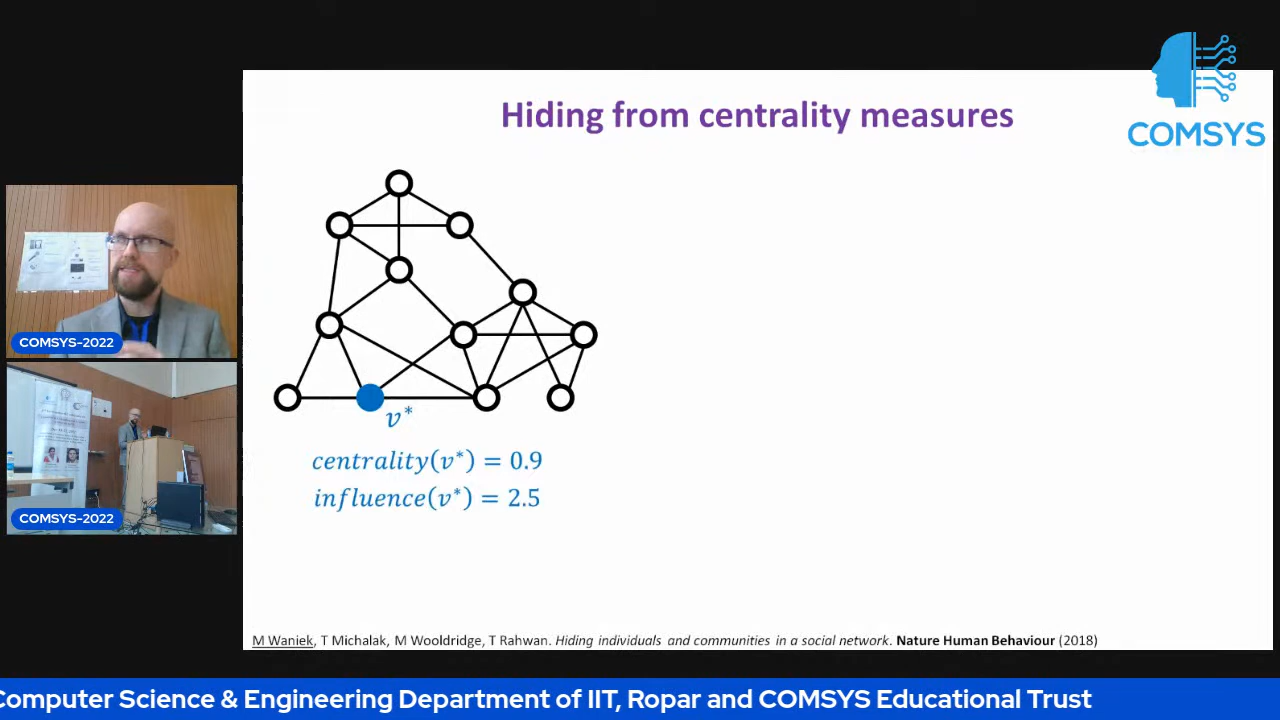 Hiding from centrality measures
COMSYS
v*
centrality(v*) = 0.9
influence(v*) = 2.5
M Waniek, T Michalak, M Wooldridge, T Rahwan. Hiding individuals and communities in a social network. Nature Human Behaviour (2018)
COMSYS-2022
COMSYS-2022
Computer Science & Engineering Department of IIT, Ropar and COMSYS Educational Trust